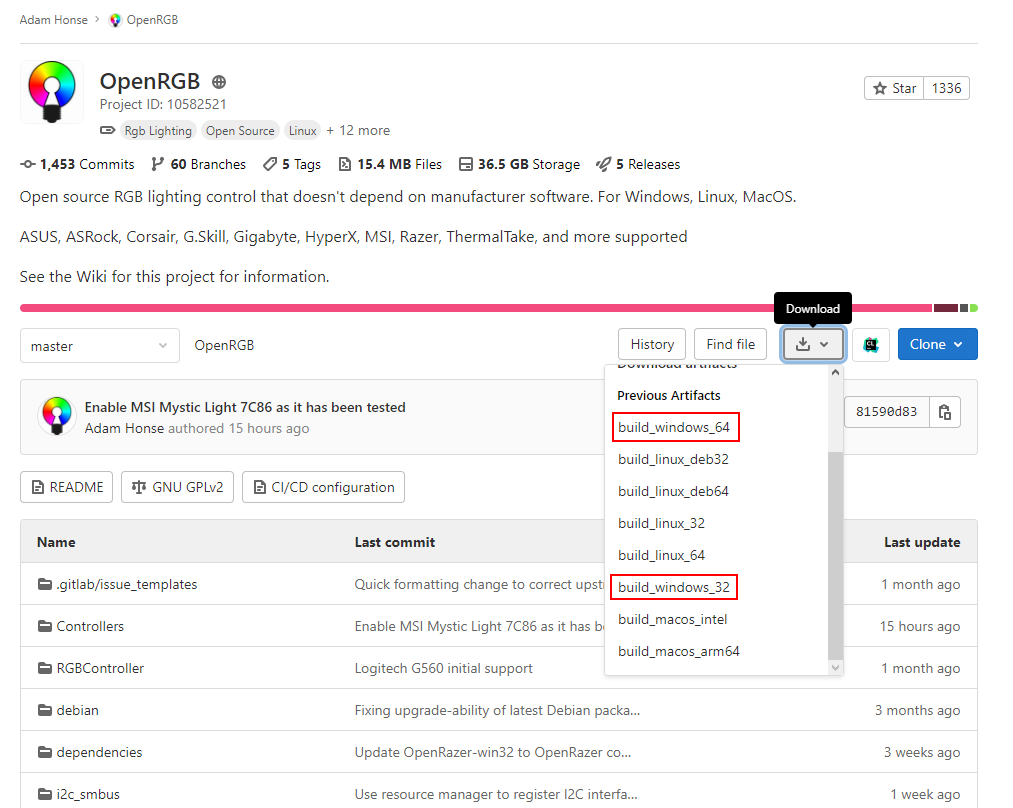 Adam Honse › OpenRGB
OpenRGB
Project ID: 10582521
Star 1336
Rgb Lighting Open Source Linux + 12 more
1,453 Commits 60 Branches 5 Tags 15.4 MB Files 36.5 GB Storage 5 Releases
Open source RGB lighting control that doesn't depend on manufacturer software. For Windows, Linux, MacOS.
ASUS, ASRock, Corsair, G.Skill, Gigabyte, HyperX, MSI, Razer, ThermalTake, and more supported
See the Wiki for this project for information.
Download
master OpenRGB History Find file CL Clone
Download artifacts
Previous Artifacts
build_windows_64
build_linux_deb32
build_linux_deb64
build_linux_32
build_linux_64
build_windows_32
build_macos_intel
build_macos_arm64
Enable MSI Mystic Light 7C86 as it has been tested
Adam Honse authored 15 hours ago
81590d83
README GNU GPLv2 CI/CD configuration
Name Last commit Last update
.gitlab/issue_templates Quick formatting change to correct upst 1 month ago
Controllers Enable MSI Mystic Light 7C86 as it has b 15 hours ago
RGBController Logitech G560 initial support 1 month ago
debian Fixing upgrade-ability of latest Debian packa... 3 months ago
dependencies Update OpenRazer-win32 to OpenRazer co... 3 weeks ago
i2c_smbus Use resource manager to register I2C interfa... 1 week ago